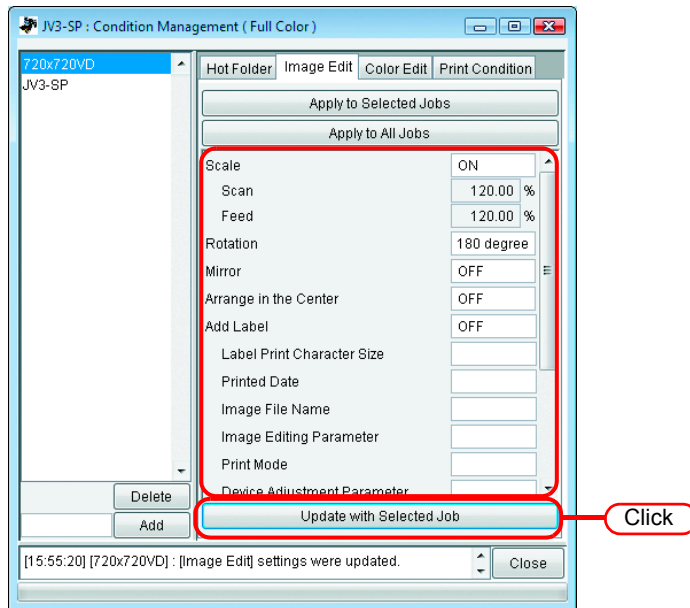 JV3-SP : Condition Management ( Full Color )
720x720VD
JV3-SP
Hot Folder Image Edit Color Edit Print Condition
Apply to Selected Jobs
Apply to All Jobs
Scale ON
Scan 120.00 %
Feed 120.00 %
Rotation 180 degree
Mirror OFF
Arrange in the Center OFF
Add Label OFF
Label Print Character Size
Printed Date
Image File Name
Image Editing Parameter
Print Mode
Device Adjustment Parameter
Delete
Update with Selected Job
Click
Add
[15:55:20] [720x720VD] : [Image Edit] settings were updated.
Close